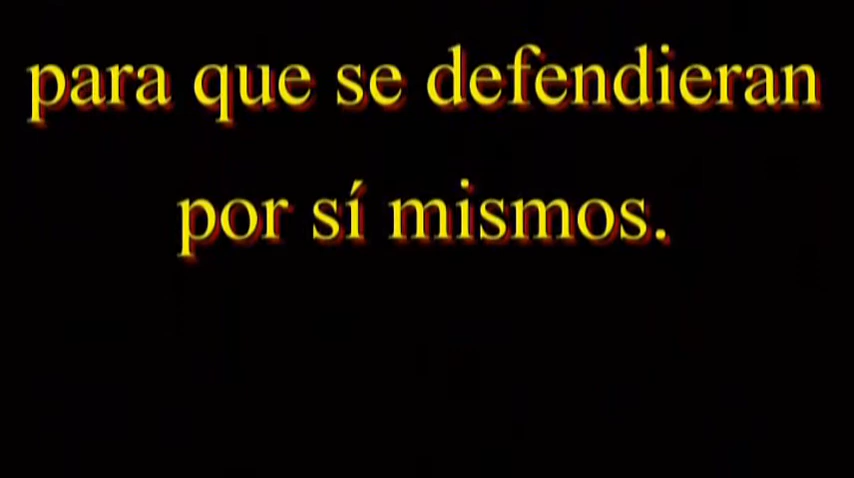 para que se defendieran
por sí mismos.